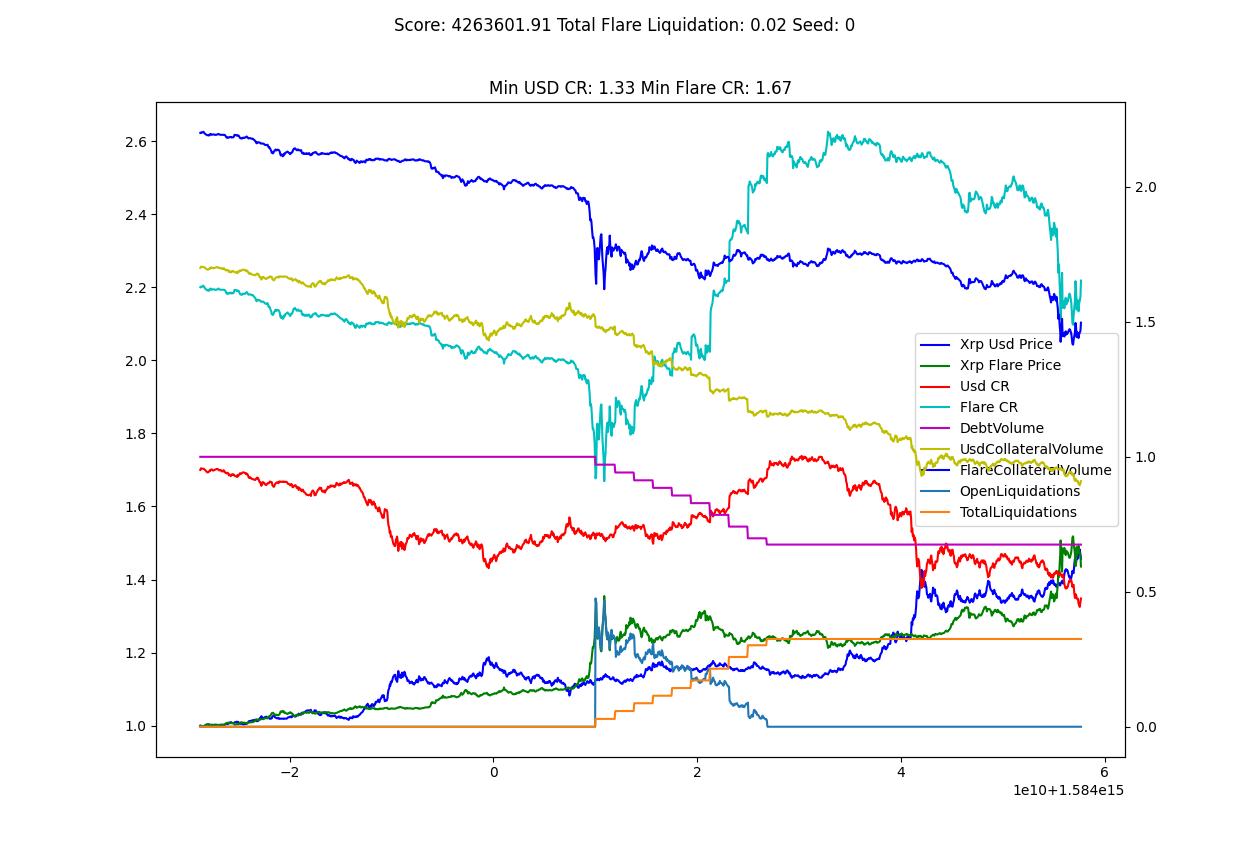 Score: 4263601.91 Total Flare Liquidation: 0.02 Seed: 0
Min USD CR: 1.33 Min Flare CR: 1.67
2.6
2.4
2.2
2.0
1.8
1.6
1.4
1.2
1.0
2.0
1.5
1.0
0.5
0.0
Xrp Usd Price
Xrp Flare Price
Usd CR
Flare CR
DebtVolume
UsdCollateralVolume
FlareCollateralVolume
OpenLiquidations
TotalLiquidations
−2 0 2 4 6
1e10+1.584e15